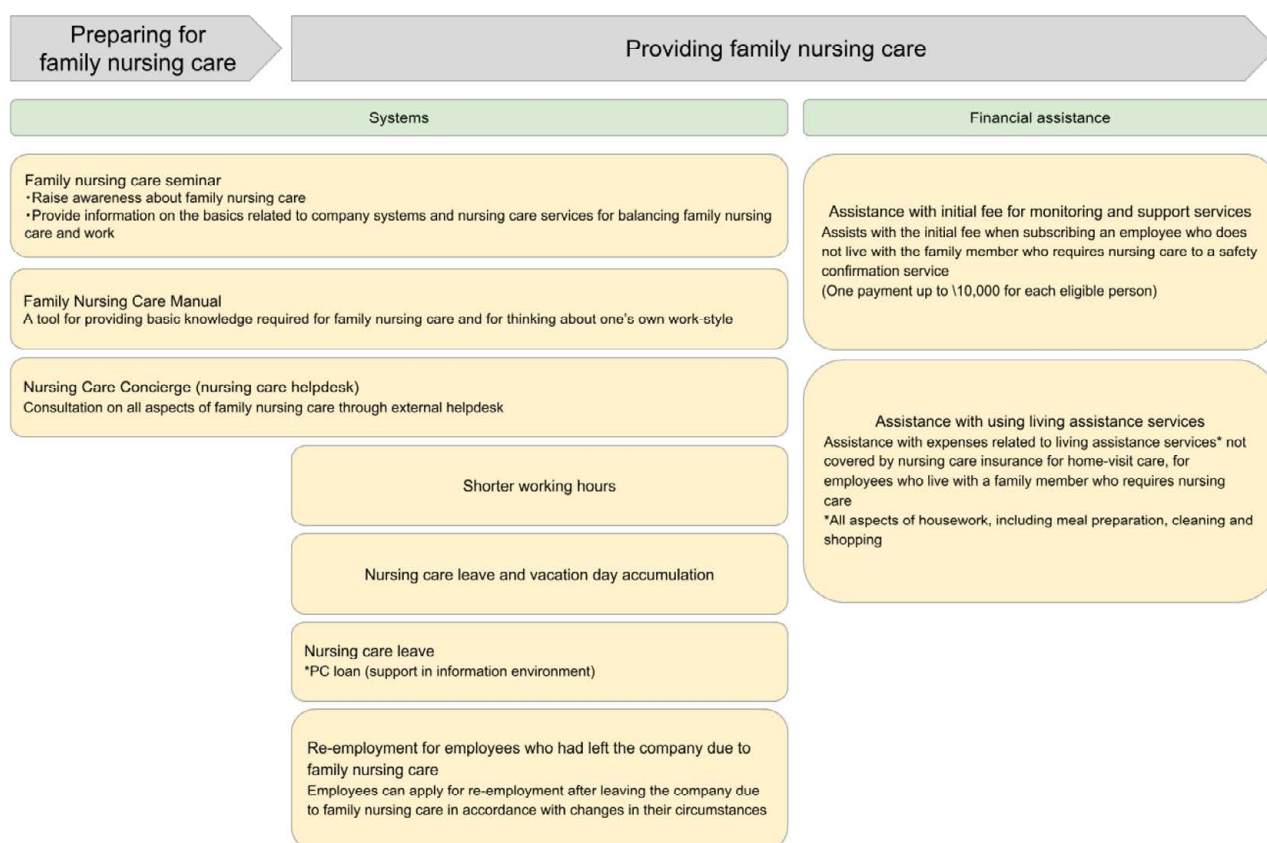 Preparing for
family nursing care
Providing family nursing care
Systems
Financial assistance
Family nursing care seminar
・Raise awareness about family nursing care
・Provide information on the basics related to company systems and nursing care services for balancing family nursing
care and work
Family Nursing Care Manual
A tool for providing basic knowledge required for family nursing care and for thinking about one's own work-style
Nursing Care Concierge (nursing care helpdesk)
Consultation on all aspects of family nursing care through external helpdesk
Shorter working hours
Nursing care leave and vacation day accumulation
Nursing care leave
*PC loan (support in information environment)
Re-employment for employees who had left the company due to
family nursing care
Employees can apply for re-employment after leaving the company due
to family nursing care in accordance with changes in their circumstances
Assistance with initial fee for monitoring and support services
Assists with the initial fee when subscribing an employee who does
not live with the family member who requires nursing care to a safety
confirmation service
(One payment up to \10,000 for each eligible person)
Assistance with using living assistance services
Assistance with expenses related to living assistance services* not
covered by nursing care insurance for home-visit care, for
employees who live with a family member who requires nursing
care
*All aspects of housework, including meal preparation, cleaning and
shopping